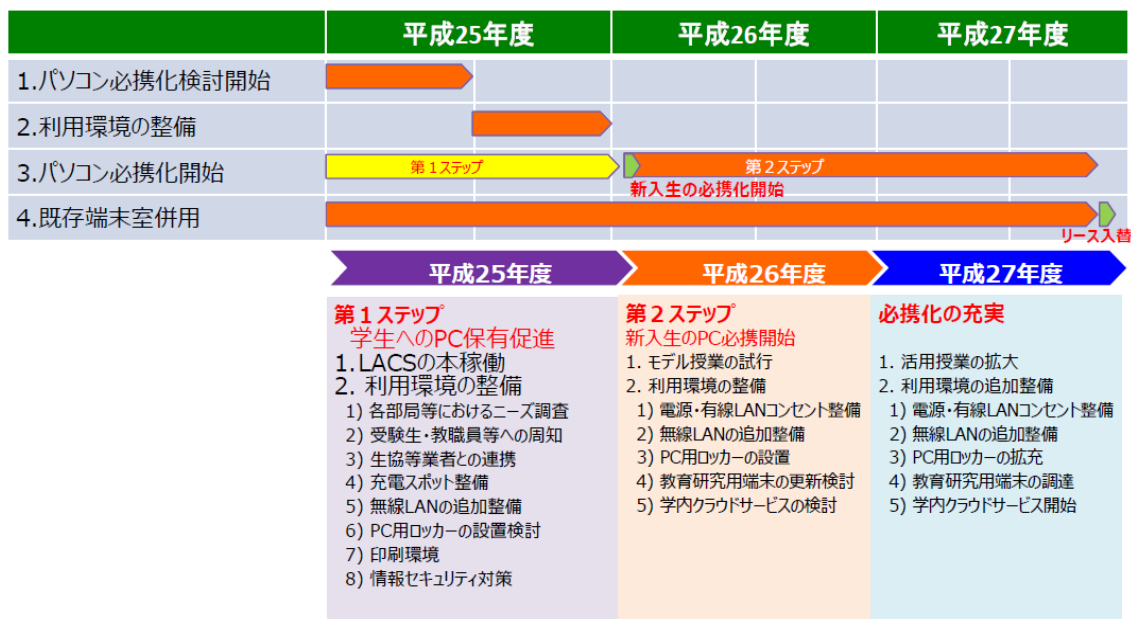 平成25年度 平成26年度 平成27年度
1.パソコン必携化検討開始
2.利用環境の整備
3.パソコン必携化開始
第1ステップ
第2ステップ
新入生の必携化開始
4.既存端末室併用
リース入替
平成25年度
平成26年度
平成27年度
第1ステップ
学生へのPC保有促進
1.LACSの本稼働
2. 利用環境の整備
1) 各部局等におけるニーズ調査
2) 受験生・教職員等への周知
3) 生協等業者との連携
4) 充電スポット整備
5) 無線LANの追加整備
6) PC用ロッカーの設置検討
7) 印刷環境
8) 情報セキュリティ対策
第2ステップ
新入生のPC必携開始
1. モデル授業の試行
2. 利用環境の整備
1) 電源・有線LANコンセント整備
2) 無線LANの追加整備
3) PC用ロッカーの設置
4) 教育研究用端末の更新検討
5) 学内クラウドサービスの検討
必携化の充実
1. 活用授業の拡大
2. 利用環境の追加整備
1) 電源・有線LANコンセント整備
2) 無線LANの追加整備
3) PC用ロッカーの拡充
4) 教育研究用端末の調達
5) 学内クラウドサービス開始